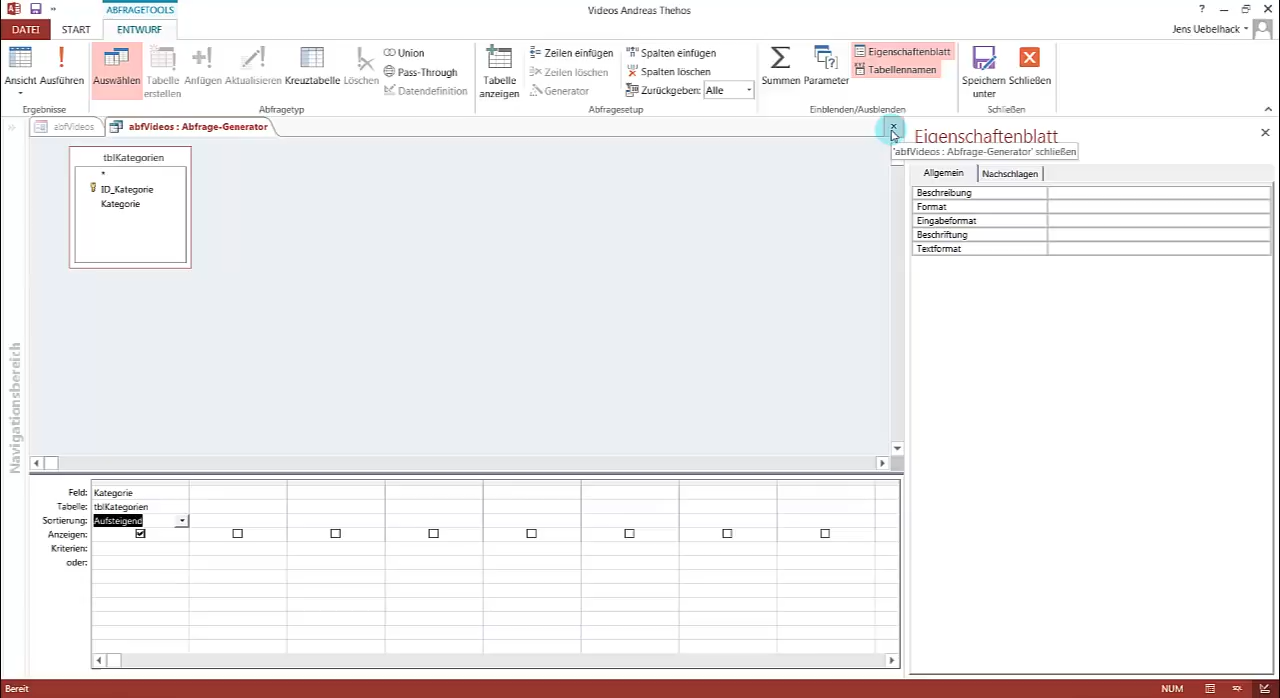 ABFRAGETOOLS
Videos Andreas Thehos
?
DATEI
START
ENTWURF
Jens Uebelhack
Ansicht
Ausführen
Auswählen
Tabelle erstellen
Anfügen
Aktualisieren
Kreuztabelle
Löschen
Union
Pass-Through
Datendefinition
Tabelle anzeigen
Zeilen einfügen
Zeilen löschen
Generator
Spalten einfügen
Spalten löschen
Zurückgeben: Alle
Summen
Parameter
Eigenschaftenblatt
Tabellennamen
Speichern unter
Schließen
Ergebnisse
Abfragetyp
Abfragesetup
Einblenden/Ausblenden
Schließen
abfVideos
abfVideos : Abfrage-Generator
Eigenschaftenblatt
'abfVideos : Abfrage-Generator' schließen
Allgemein
Nachschlagen
Beschreibung
Format
Eingabeformat
Beschriftung
Textformat
tblKategorien
*
ID_Kategorie
Kategorie
Navigationsbereich
Feld: Kategorie
Tabelle: tblKategorien
Sortierung: Aufsteigend
Anzeigen:
Kriterien:
oder:
Bereit
NUM
SQL